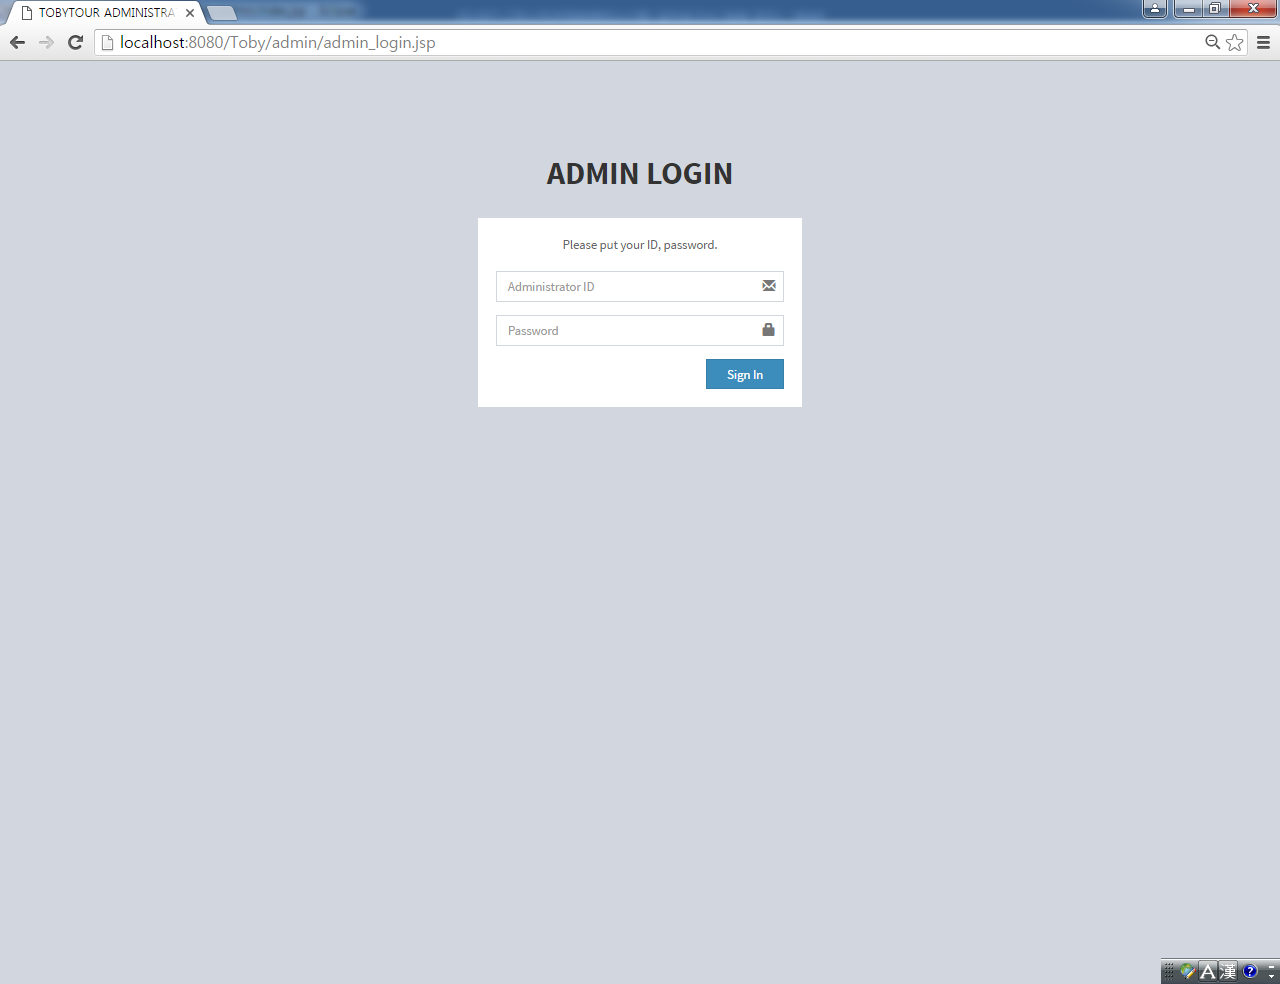 TOBYTOUR ADMINISTRA
localhost:8080/Toby/admin/admin_login.jsp
ADMIN LOGIN
Please put your ID, password.
Administrator ID
Password
Sign In
A 漢 ?